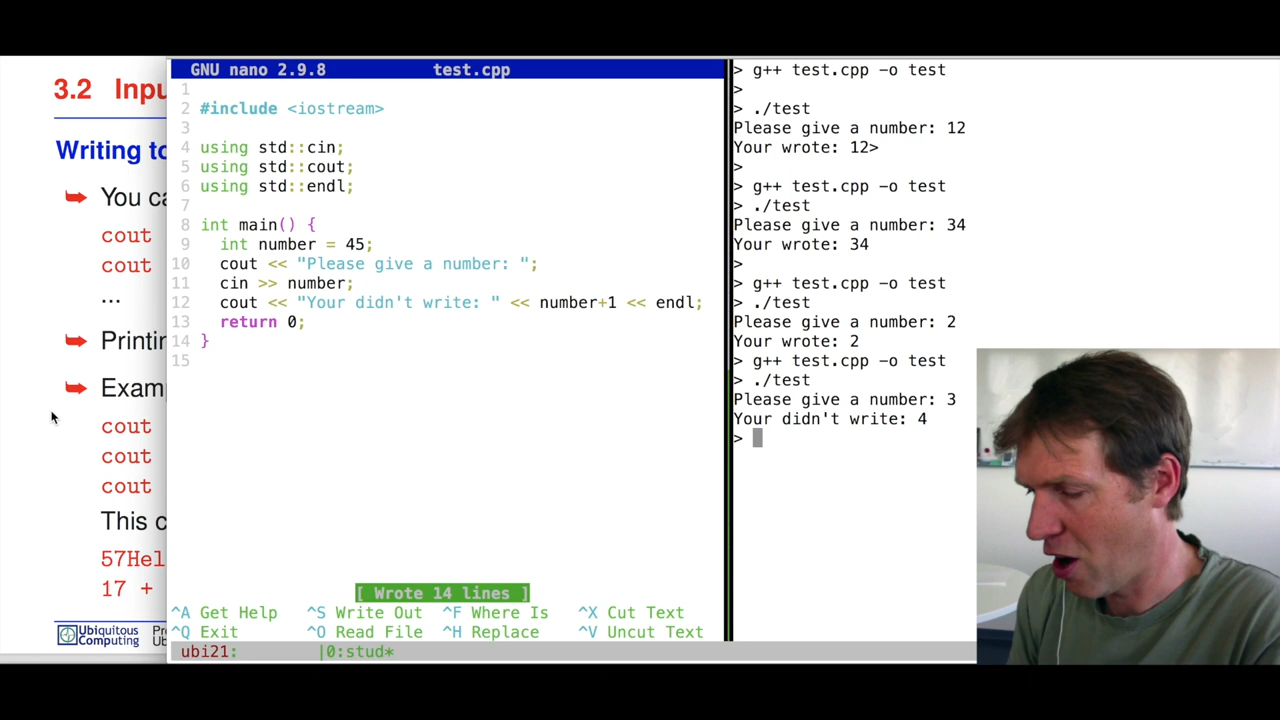 3.2 Inpu
Writing to
You ca
cout
cout
...
Printin
Exam
cout
cout
cout
This c
57Hel
17 +
Ubiquitous
Computing
Pr
Ub
GNU nano 2.9.8 test.cpp
1
2 #include <iostream>
3
4 using std::cin;
5 using std::cout;
6 using std::endl;
7
8 int main() {
9 int number = 45;
10 cout << "Please give a number: ";
11 cin >> number;
12 cout << "Your didn't write: " << number+1 << endl;
13 return 0;
14 }
15
[ Wrote 14 lines ]
^A Get Help ^S Write Out ^F Where Is ^X Cut Text
^Q Exit ^O Read File ^H Replace ^V Uncut Text
ubi21: |0:stud*
> g++ test.cpp -o test
>
> ./test
Please give a number: 12
Your wrote: 12>
>
> g++ test.cpp -o test
> ./test
Please give a number: 34
Your wrote: 34
>
> g++ test.cpp -o test
> ./test
Please give a number: 2
Your wrote: 2
> g++ test.cpp -o test
> ./test
Please give a number: 3
Your didn't write: 4
>